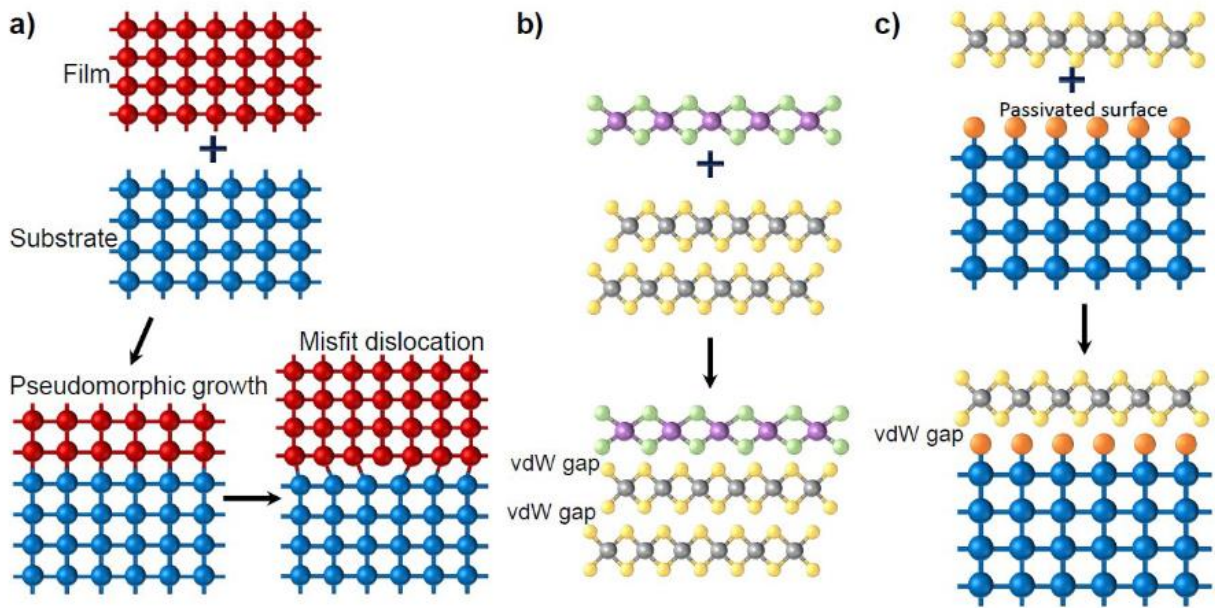 a)
Film
+
Substrate
Pseudomorphic growth
Misfit dislocation
b)
+
vdW gap
vdW gap
c)
+
Passivated surface
vdW gap